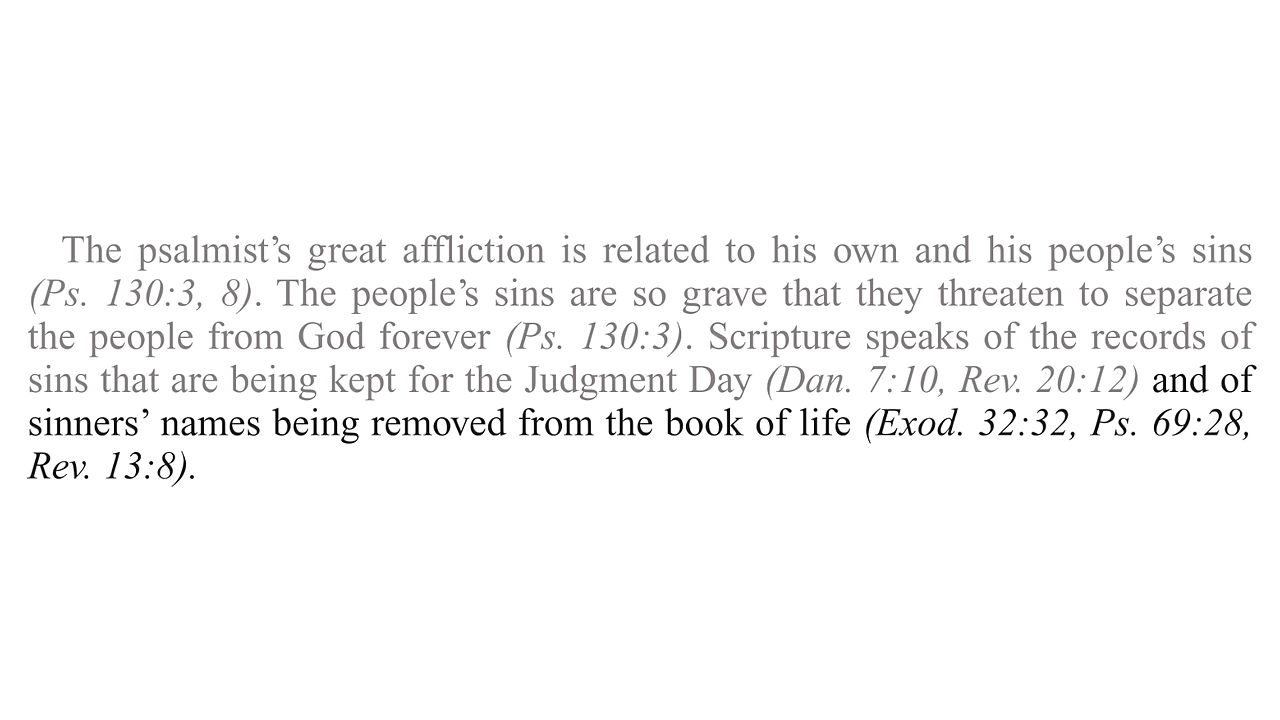 The psalmist’s great affliction is related to his own and his people’s sins
(Ps. 130:3, 8). The people’s sins are so grave that they threaten to separate
the people from God forever (Ps. 130:3). Scripture speaks of the records of
sins that are being kept for the Judgment Day (Dan. 7:10, Rev. 20:12) and of
sinners’ names being removed from the book of life (Exod. 32:32, Ps. 69:28,
Rev. 13:8).